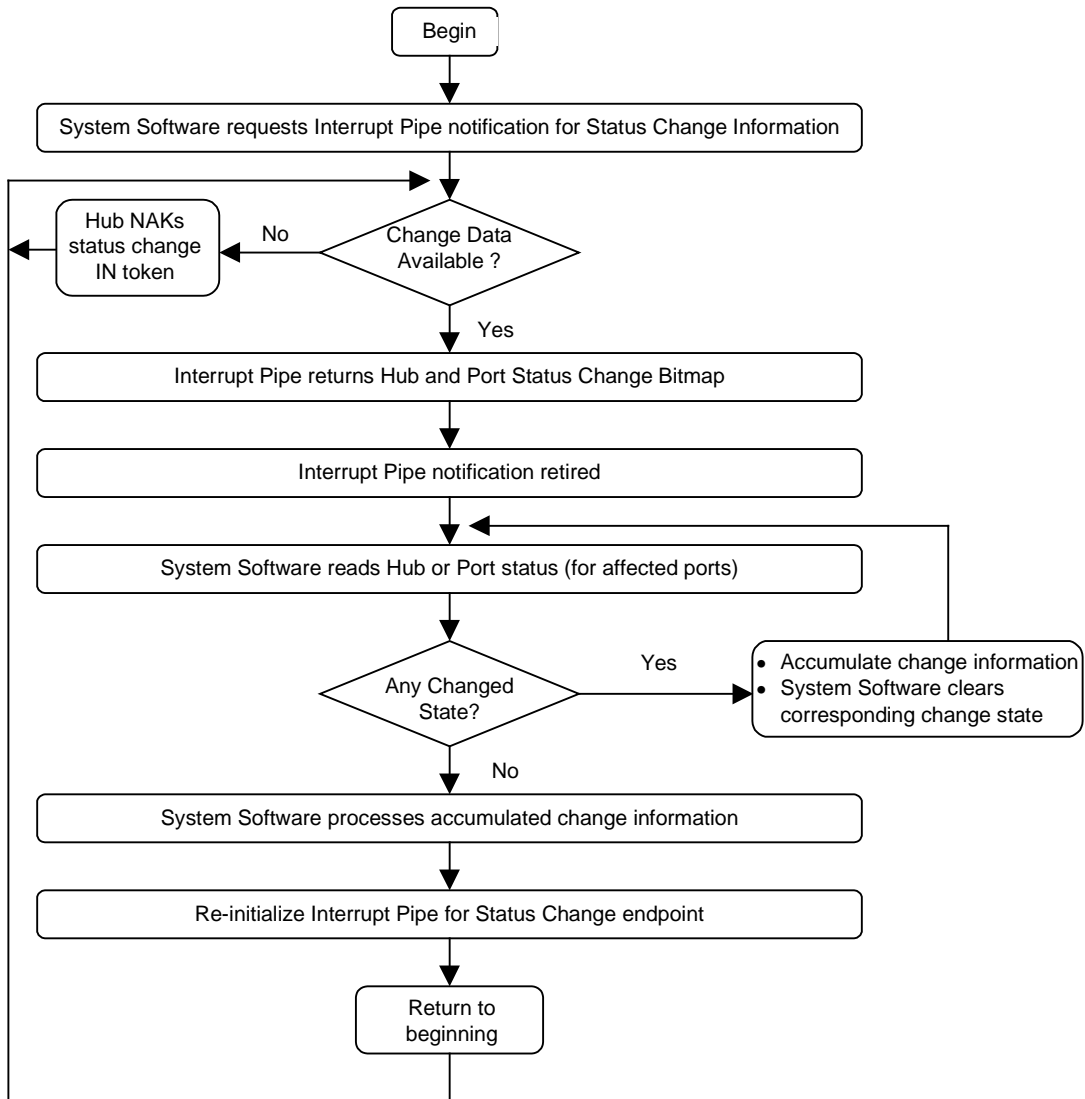 Begin
System Software requests Interrupt Pipe notification for Status Change Information
Hub NAKs
status change
IN token
No
Change Data
Available ?
Yes
Interrupt Pipe returns Hub and Port Status Change Bitmap
Interrupt Pipe notification retired
System Software reads Hub or Port status (for affected ports)
Any Changed
State?
Yes
• Accumulate change information
• System Software clears
corresponding change state
No
System Software processes accumulated change information
Re-initialize Interrupt Pipe for Status Change endpoint
Return to
beginning